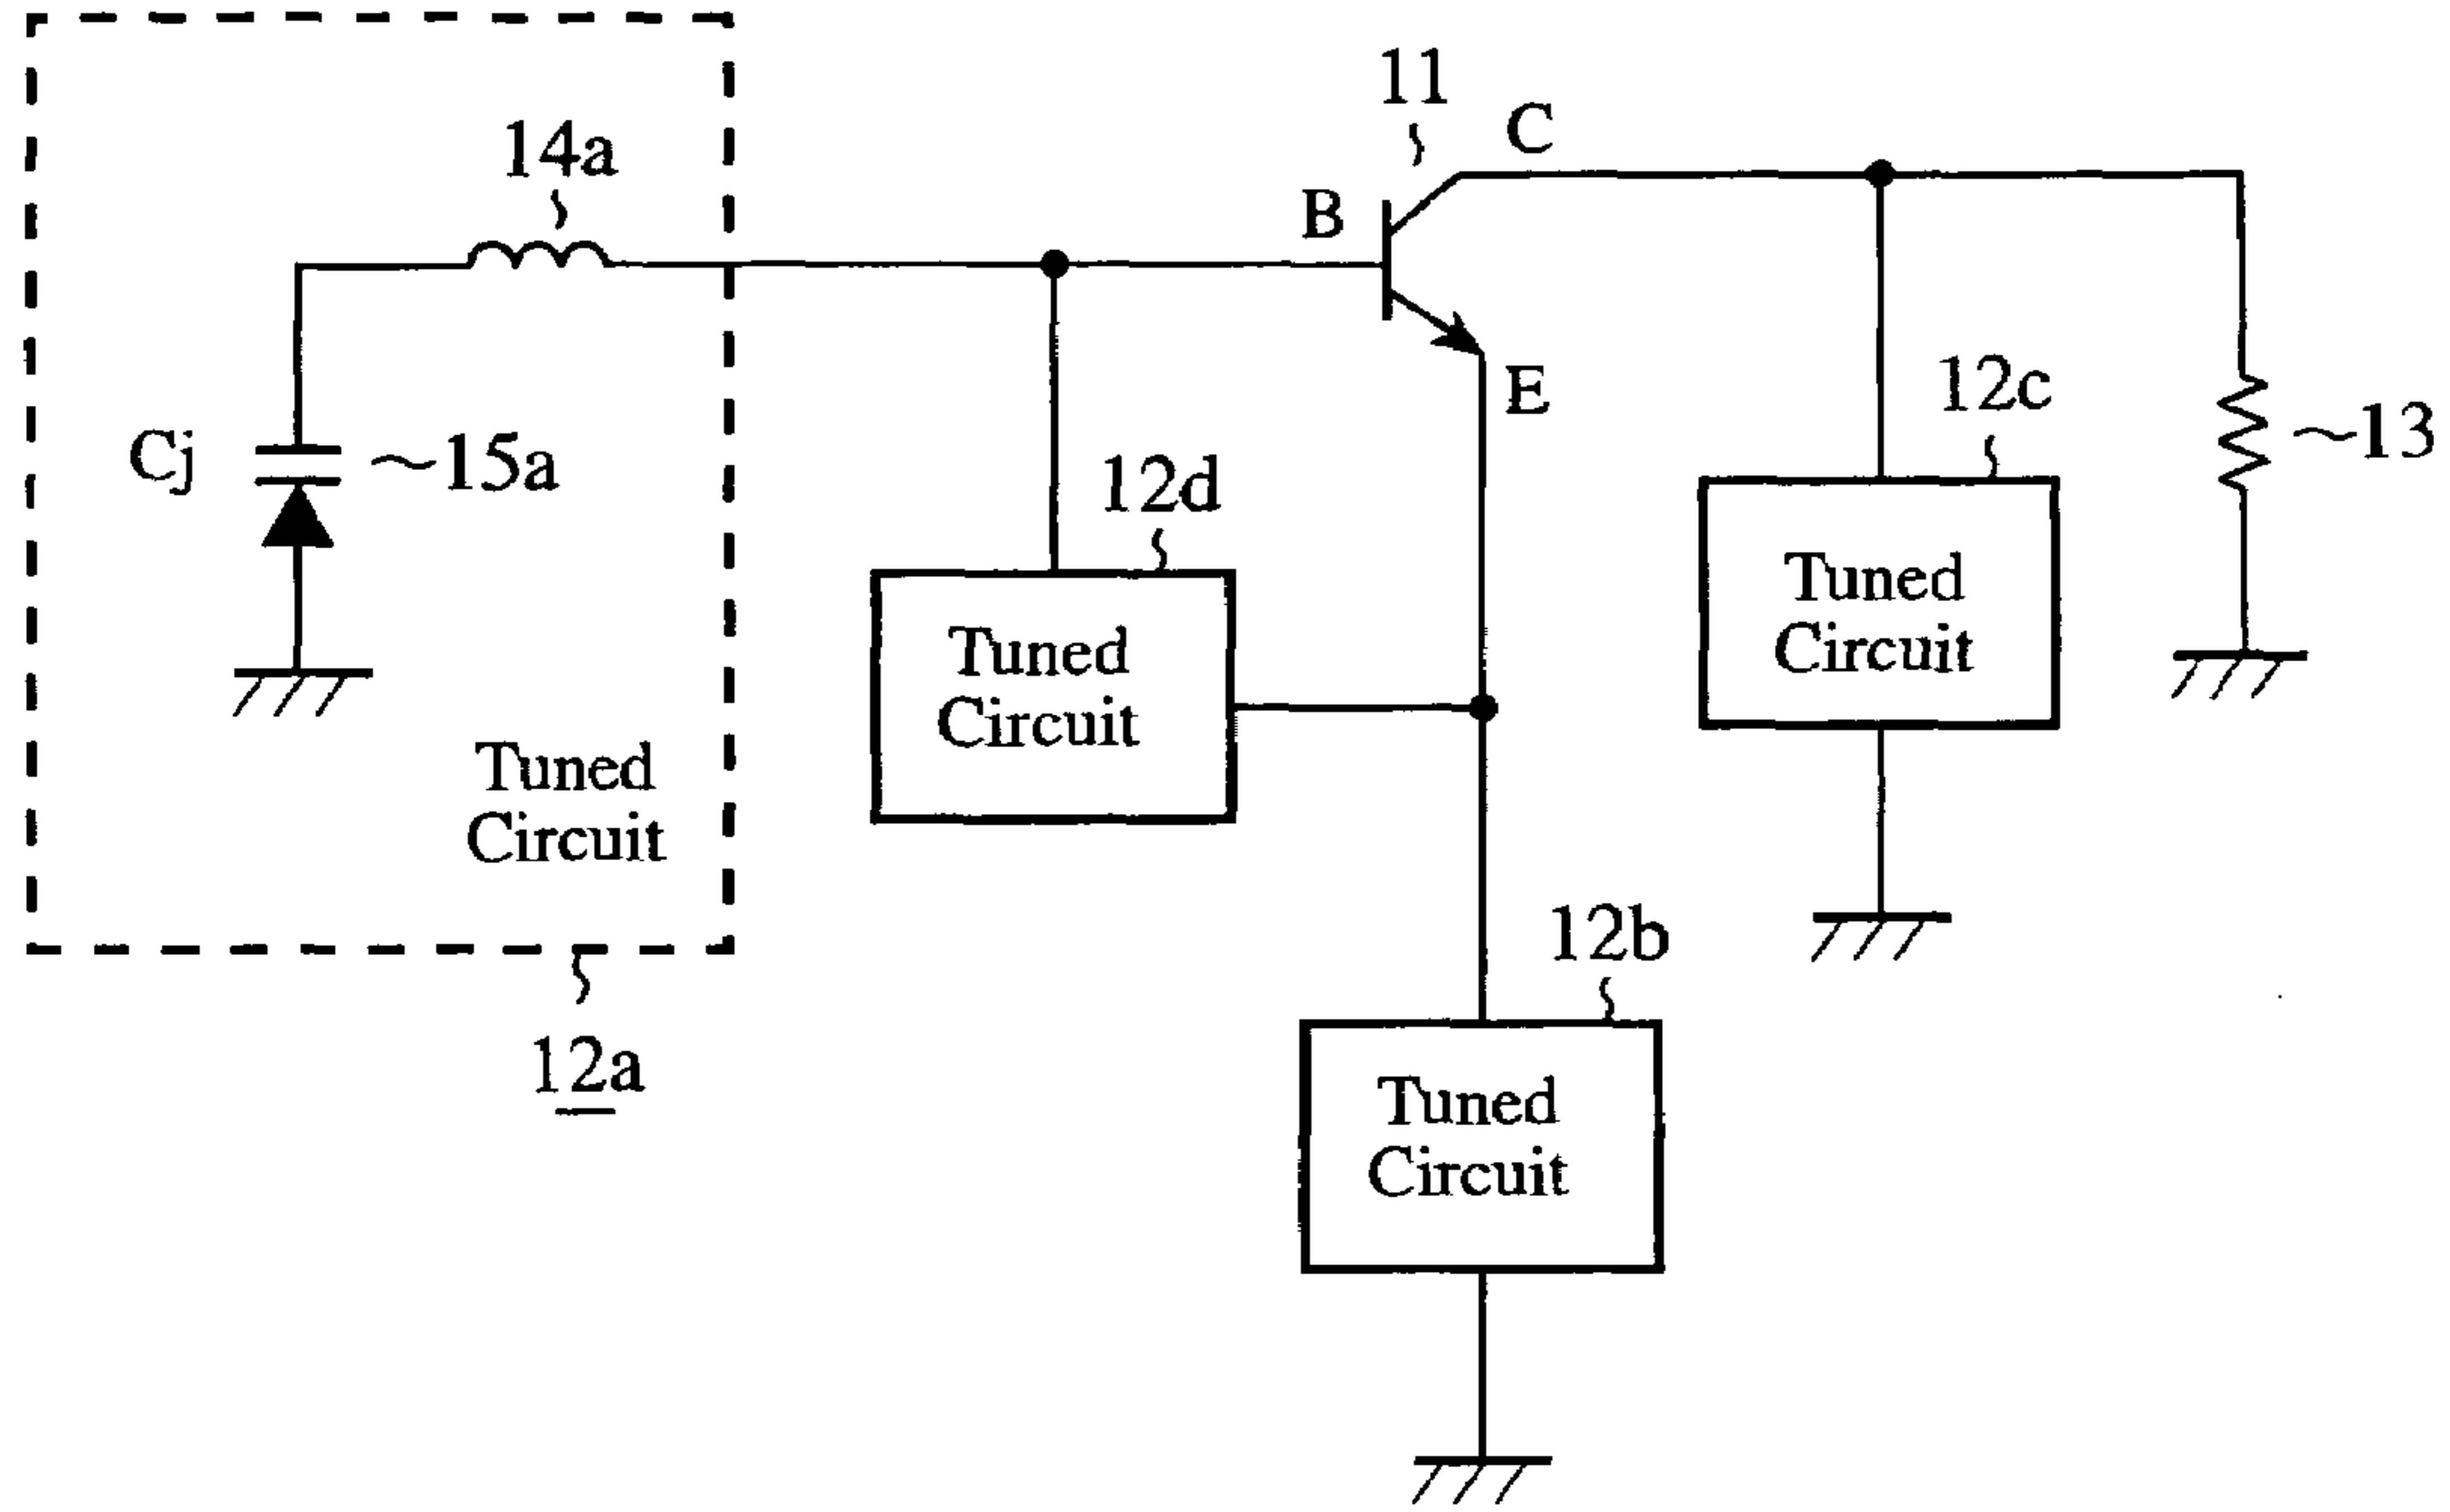 11
C
14a
B
12c
E
13
Cj
15a
12d
Tuned
Circuit
Tuned
Circuit
Tuned
Circuit
12b
12a
Tuned
Circuit